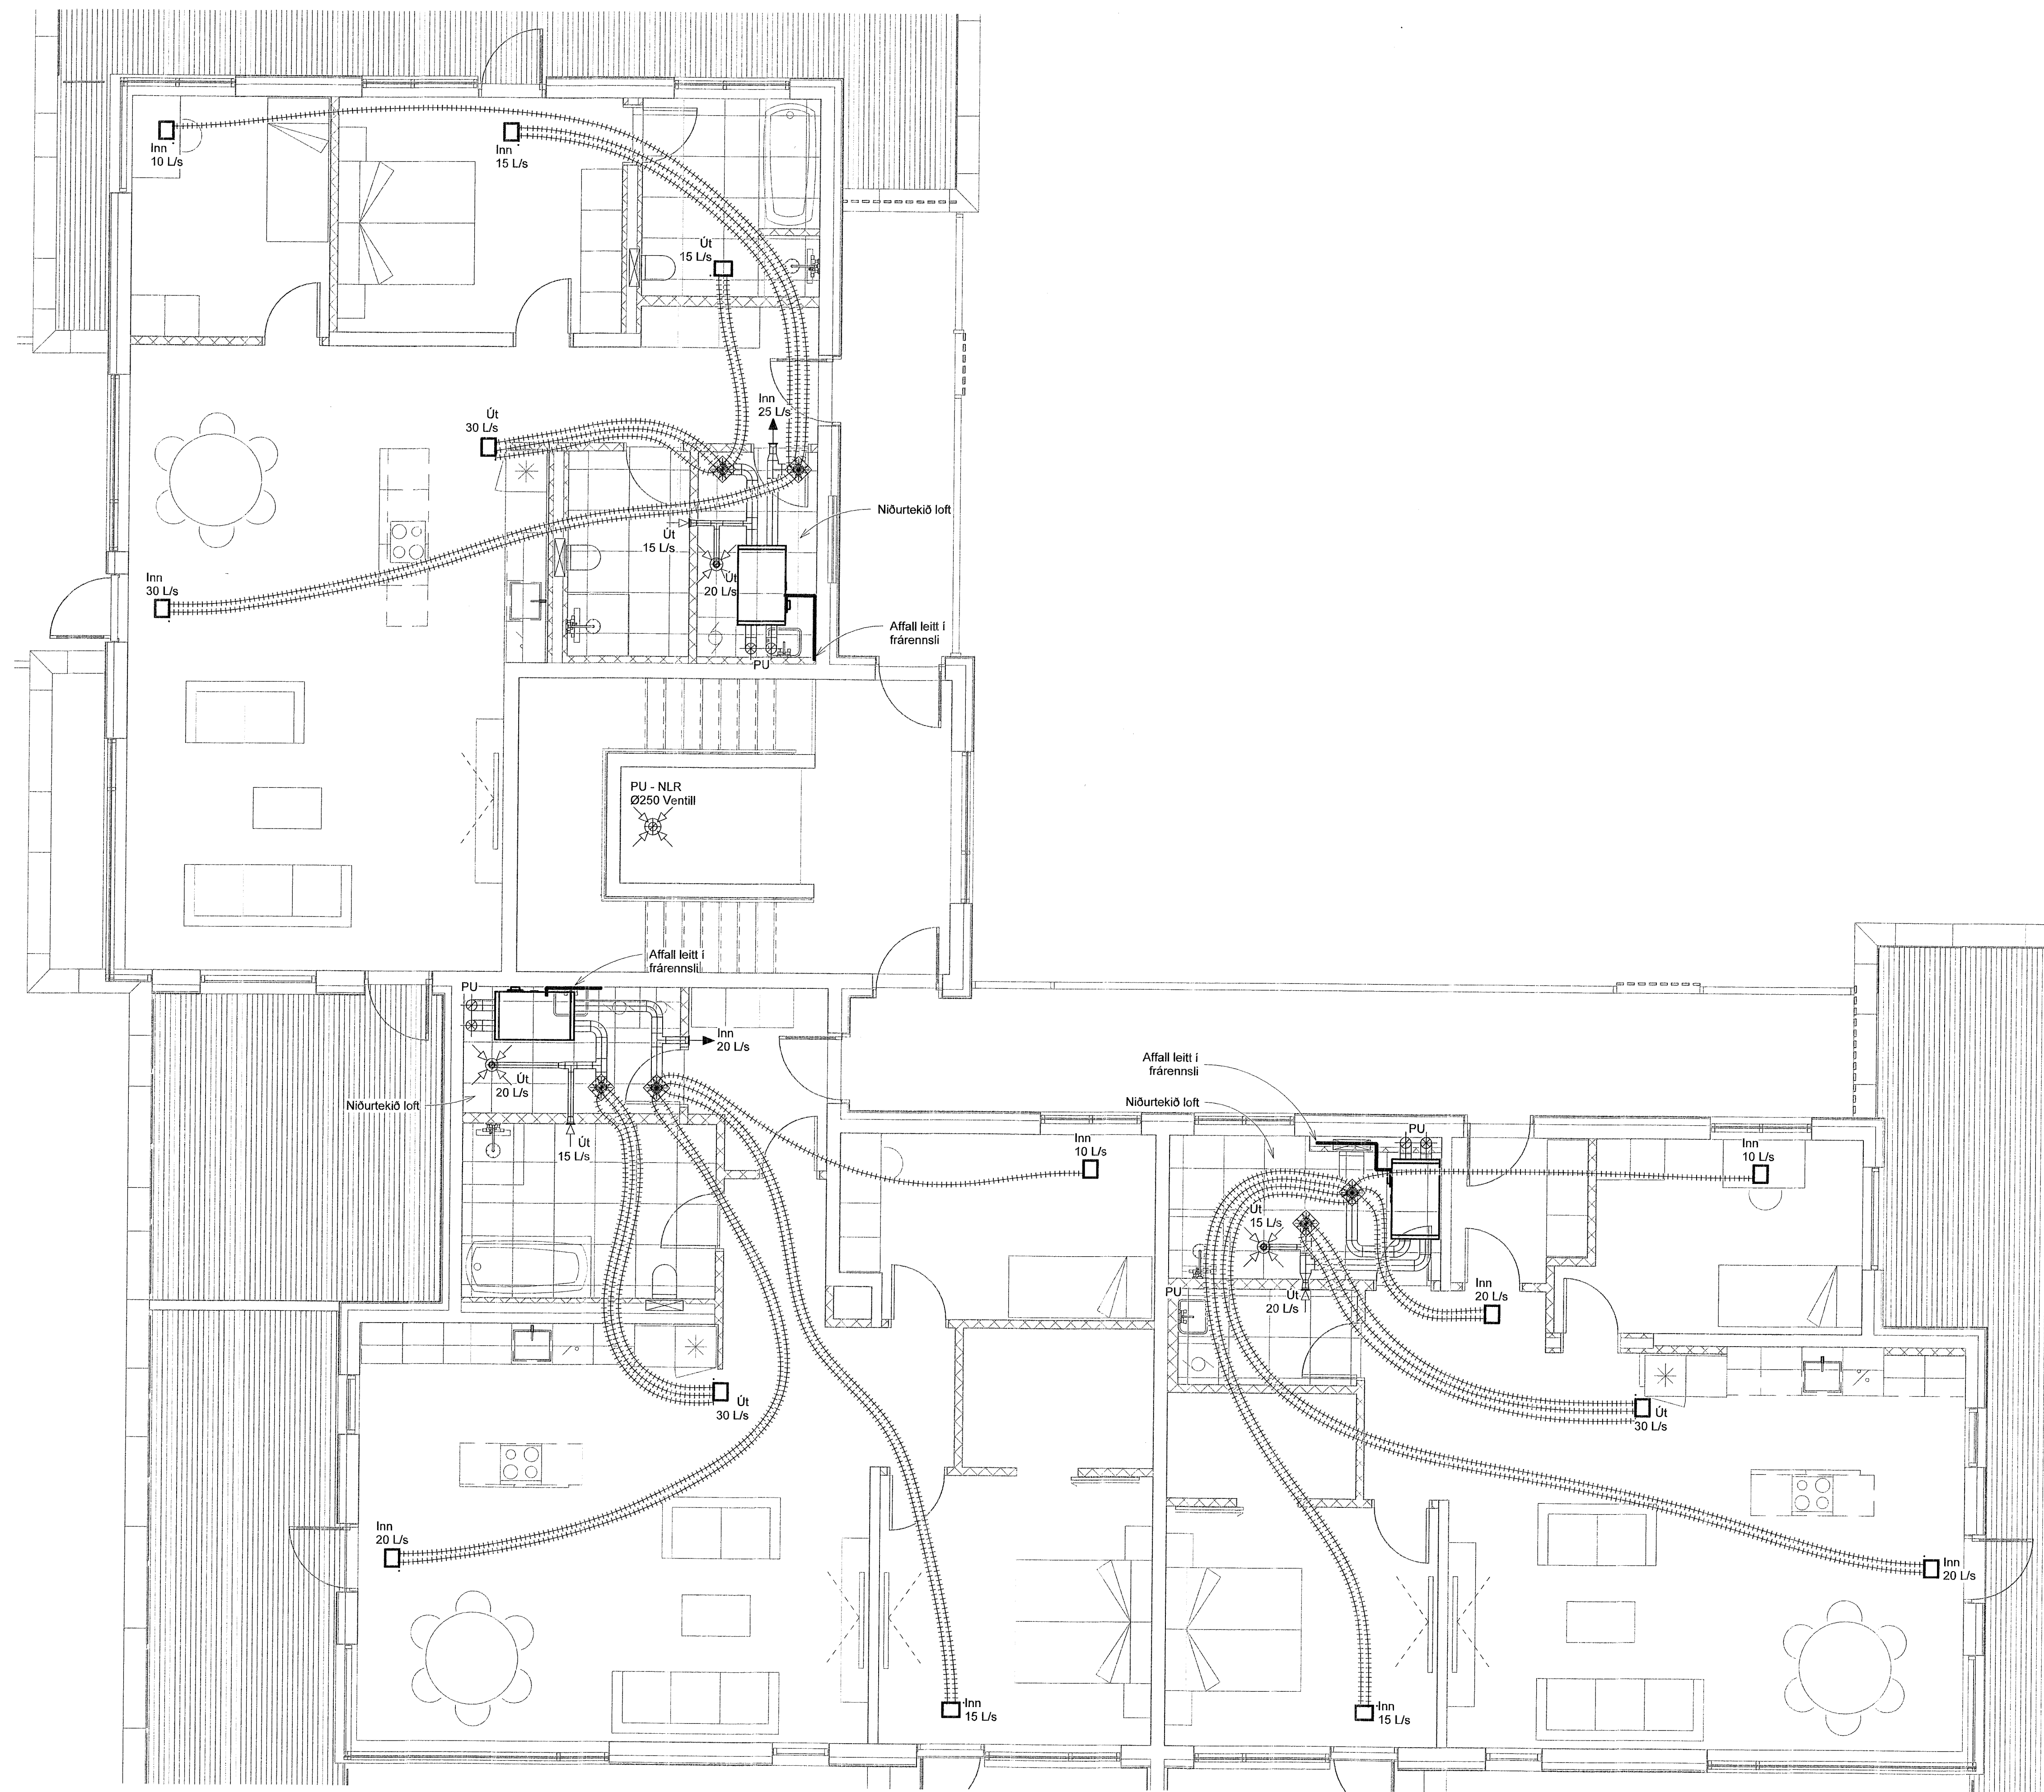 Inn
10 L/s
Inn
15 L/s
Út
15 L/s
Inn
25 L/s
Út
30 L/s
Niðurtekið loft
Út
15 L/s
Út
20 L/s
Inn
30 L/s
Affall leitt í
frárennsli
PU
PU - NLR
Ø250 Ventill
Affall leitt í
frárennsli
PU
Inn
20 L/s
Út
20 L/s
Niðurtekið loft
Út
15 L/s
Affall leitt í
frárennsli
Niðurtekið loft
PU
Inn
10 L/s
Inn
10 L/s
Út
15 L/s
PU
Út
20 L/s
Inn
20 L/s
Út
30 L/s
Út
30 L/s
Inn
20 L/s
Inn
20 L/s
Inn
15 L/s
Inn
15 L/s